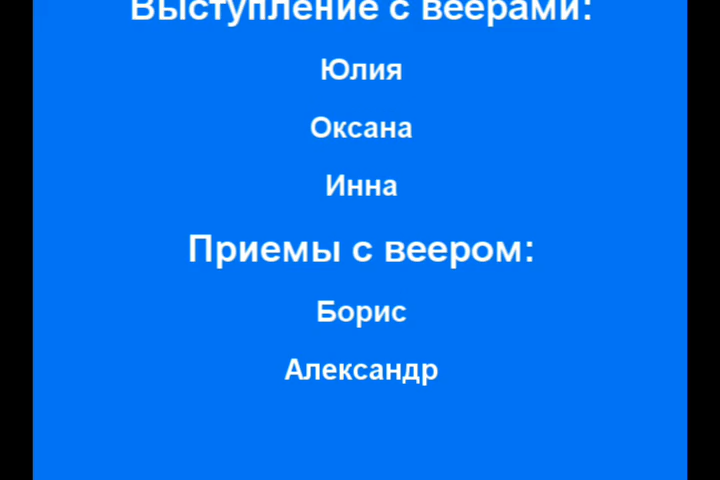 Выступление с веерами:
Юлия
Оксана
Инна
Приемы с веером:
Борис
Александр